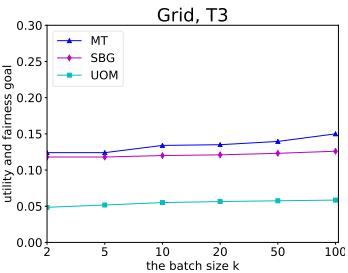 Grid, T3
utility and fairness goal
0.30
0.25
0.20
0.15
0.10
0.05
0.00
MT
SBG
UOM
2 5 10 20 50 100
the batch size k